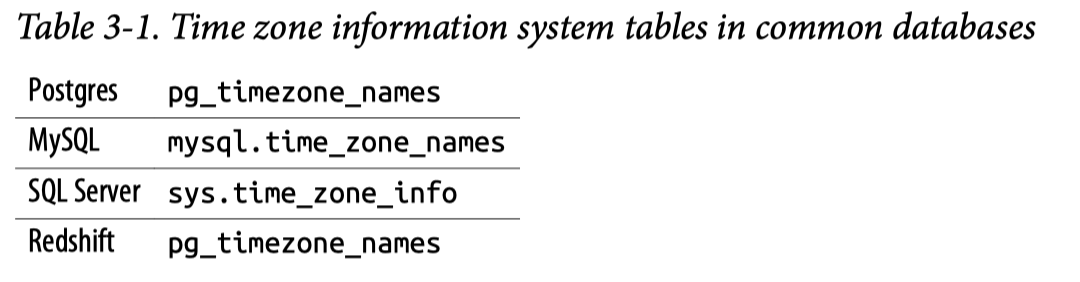 Table 3-1. Time zone information system tables in common databases
Postgres pg_timezone_names
MySQL mysql.time_zone_names
SQL Server sys.time_zone_info
Redshift pg_timezone_names